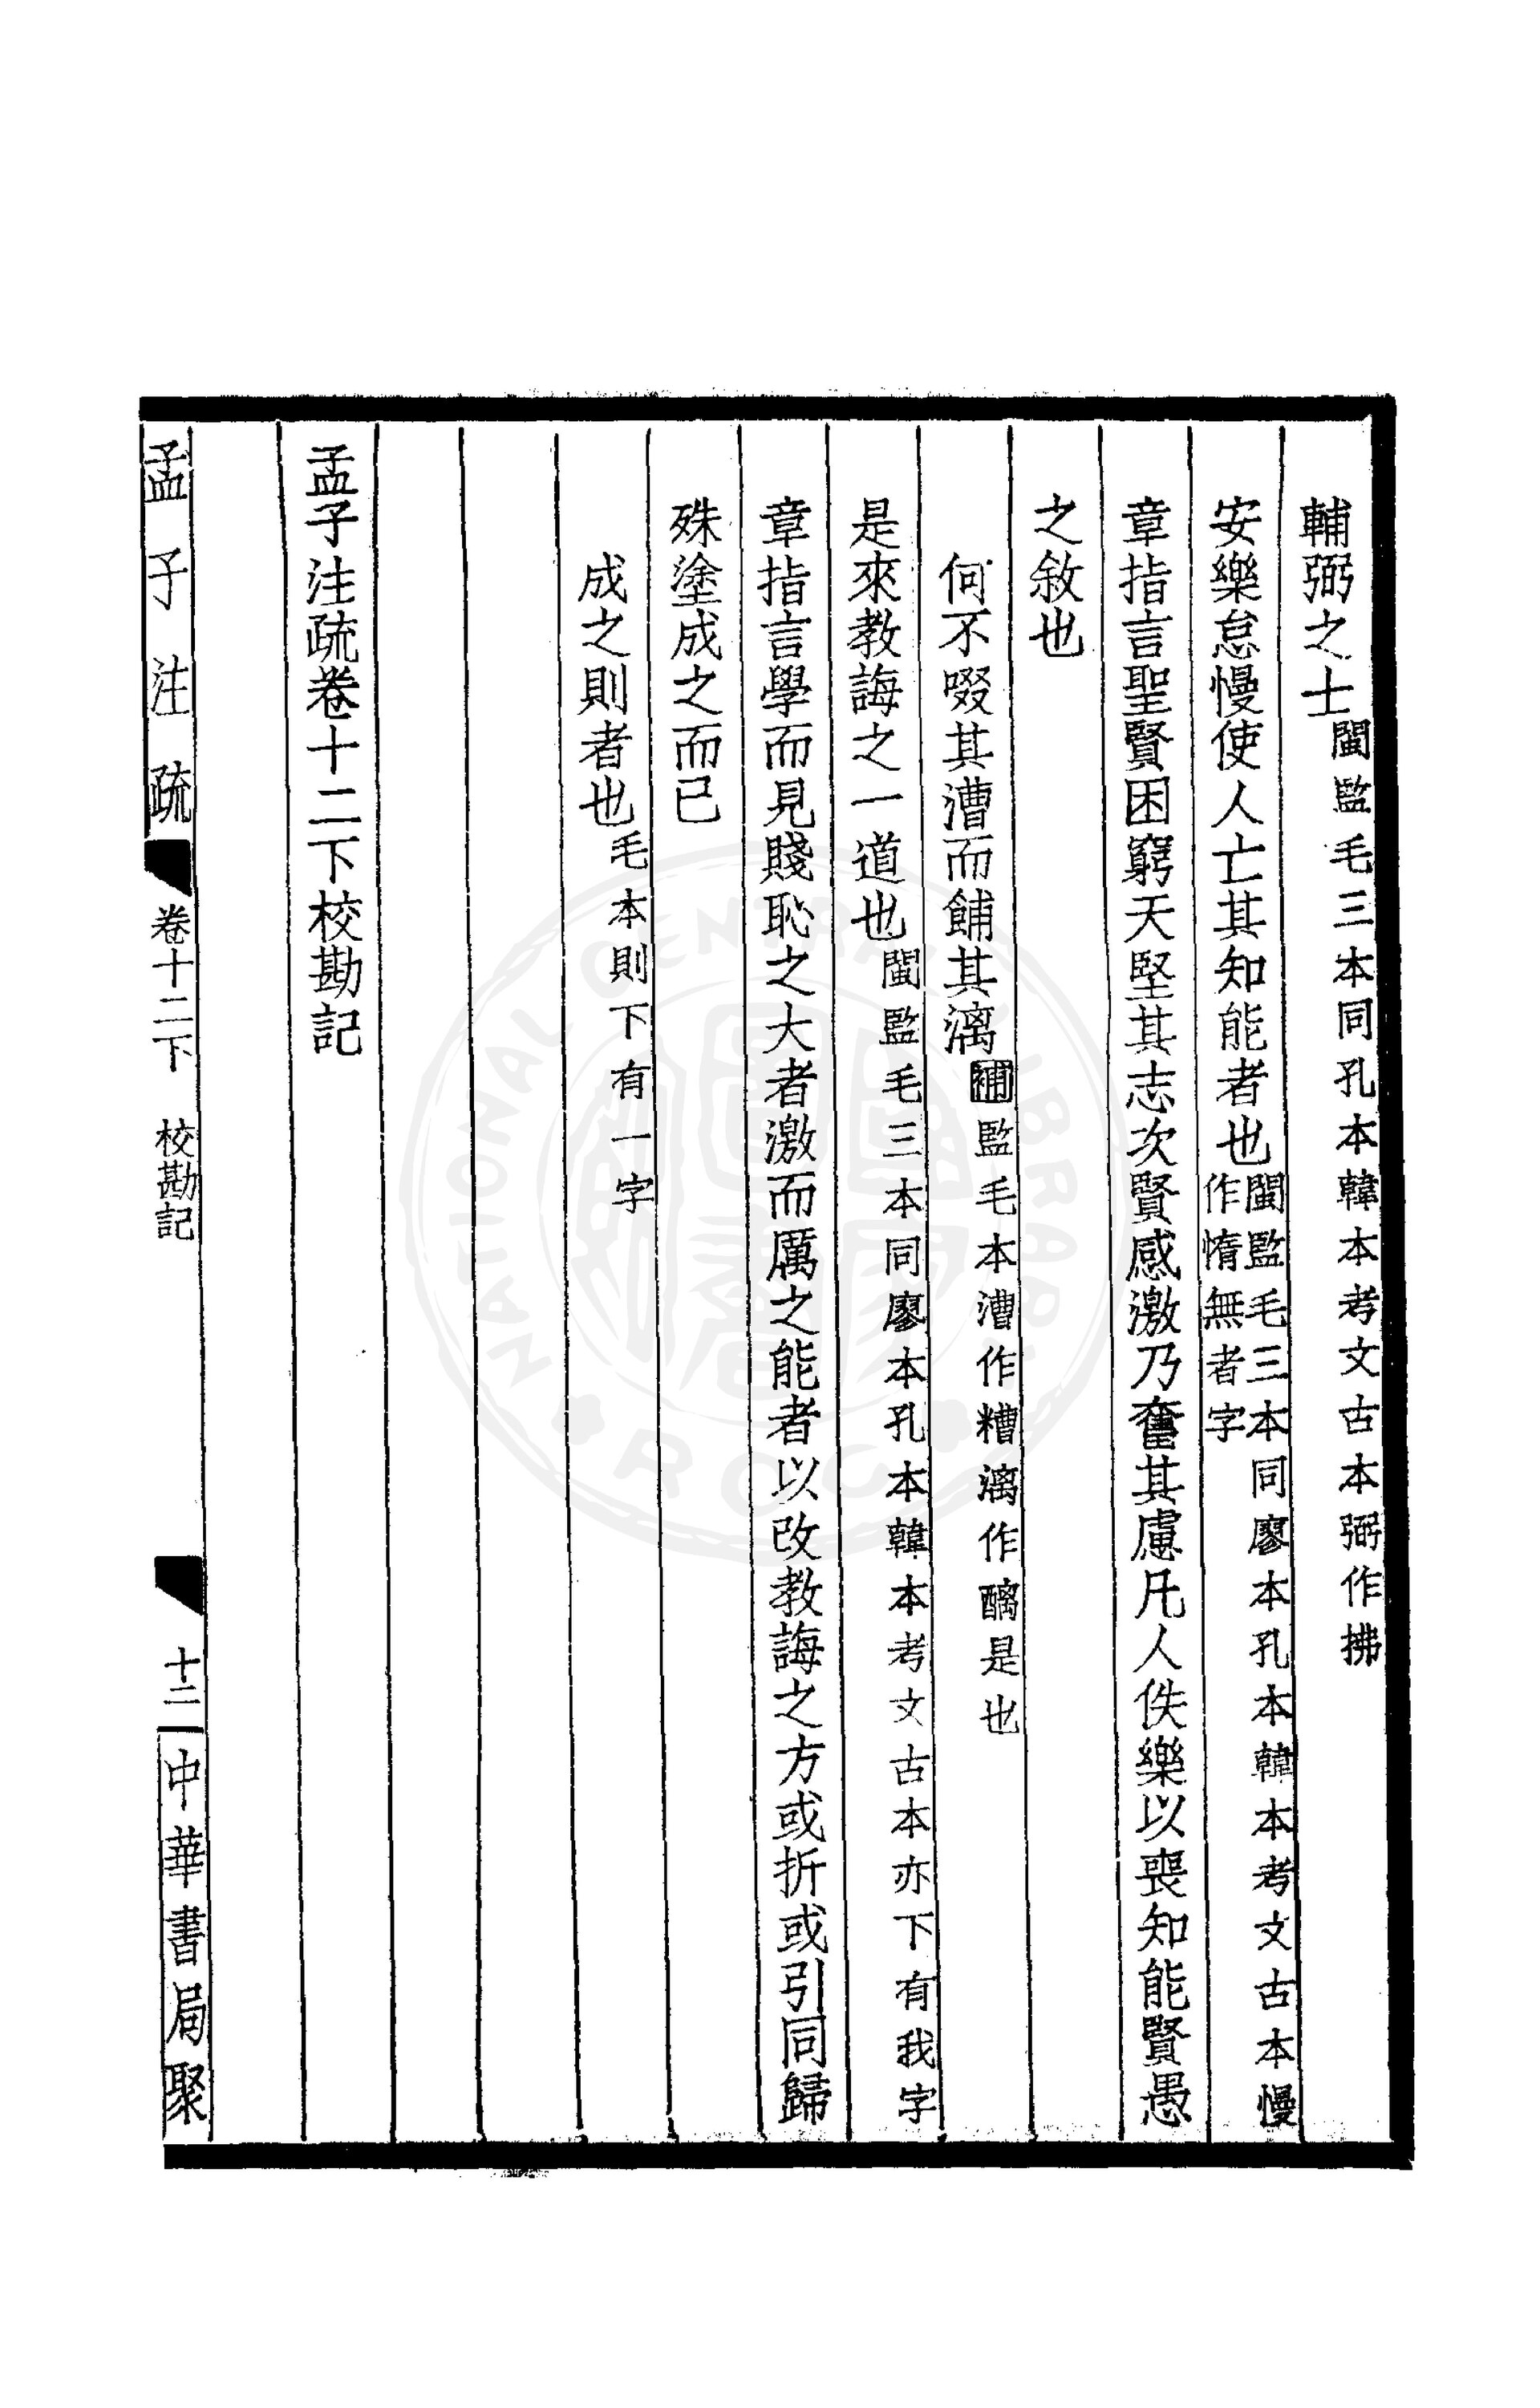 輔弼之士閩監毛三本同孔本韓本考文古本弼作拂
安樂怠慢使人亡其知能者也閩監毛三本同廖本孔本韓本考文古本慢作惰無者字
章指言聖賢困窮天堅其志次賢感激乃奮其慮凡人佚樂以喪知能賢愚
之敘也
何不啜其漕而餔其漓補監毛本漕作糟漓作醨是也
是來教誨之一道也閩監毛三本同廖本孔本韓本考文古本亦下有我字
章指言學而見賤恥之大者激而厲之能者以改教誨之方或折或引同歸
殊塗成之而已
成之則者也毛本則下有一字
孟子注疏卷十二下校勘記
孟子注疏 卷十二下 校勘記 十二 中華書局聚
NATIONAL CENTRAL LIBRARY R.O.C.